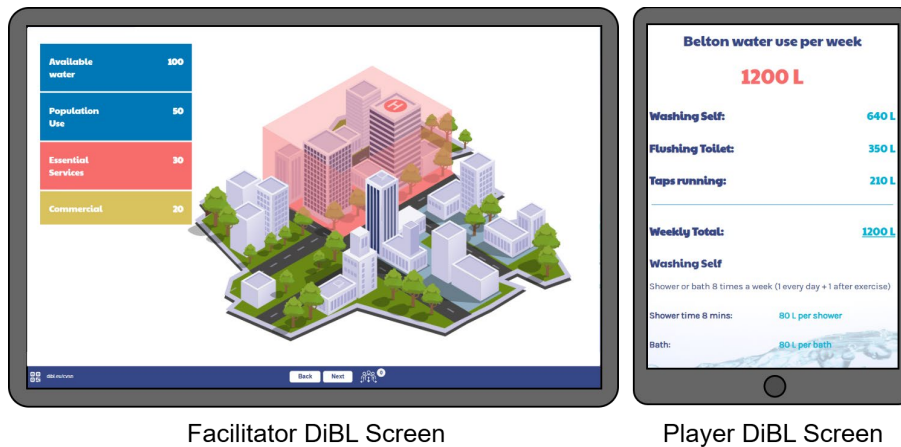 Available water 100
Population Use 50
Essential Services 30
Commercial 20
H
Back Next 0
Facilitator DiBL Screen
Belton water use per week
1200 L
Washing Self: 640 L
Flushing Toilet: 350 L
Taps running: 210 L
Weekly Total: 1200L
Washing Self
Shower or bath 8 times a week (1 every day + 1 after exercise)
Shower time 8 mins: 80 L per shower
Bath: 80 L per bath
Player DiBL Screen